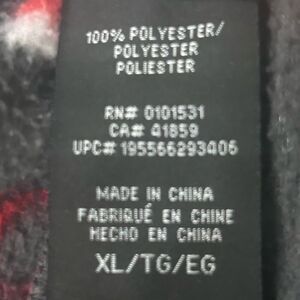 100% POLYESTER/
POLYESTER
POLIESTER
RN# 0101531
CA# 41859
UPC# 195566293406
MADE IN CHINA
FABRIQUÉ EN CHINE
HECHO EN CHINA
XL/TG/EG